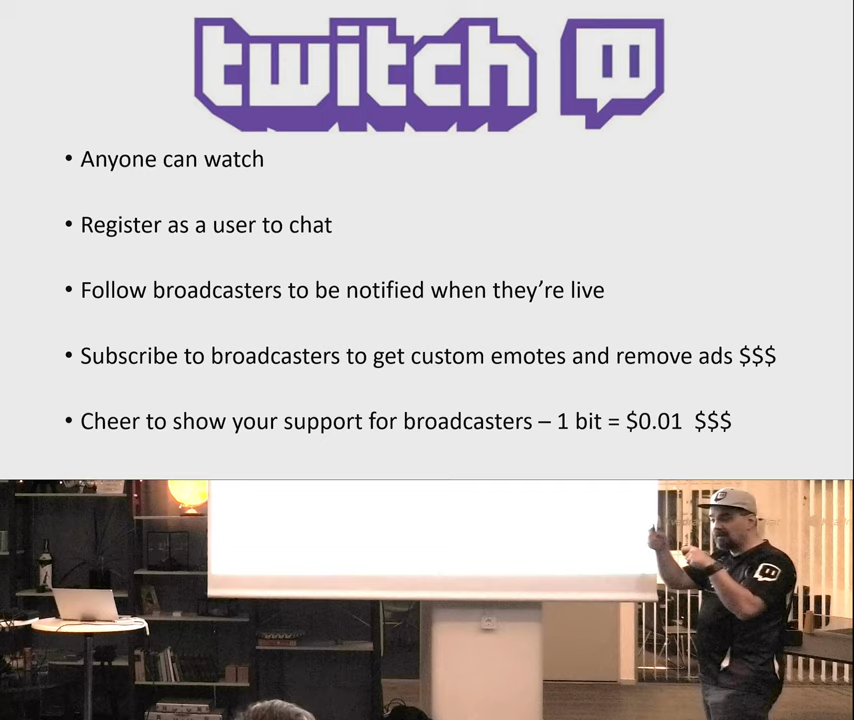 twitch
• Anyone can watch
• Register as a user to chat
• Follow broadcasters to be notified when they’re live
• Subscribe to broadcasters to get custom emotes and remove ads $$$
• Cheer to show your support for broadcasters – 1 bit = $0.01 $$$